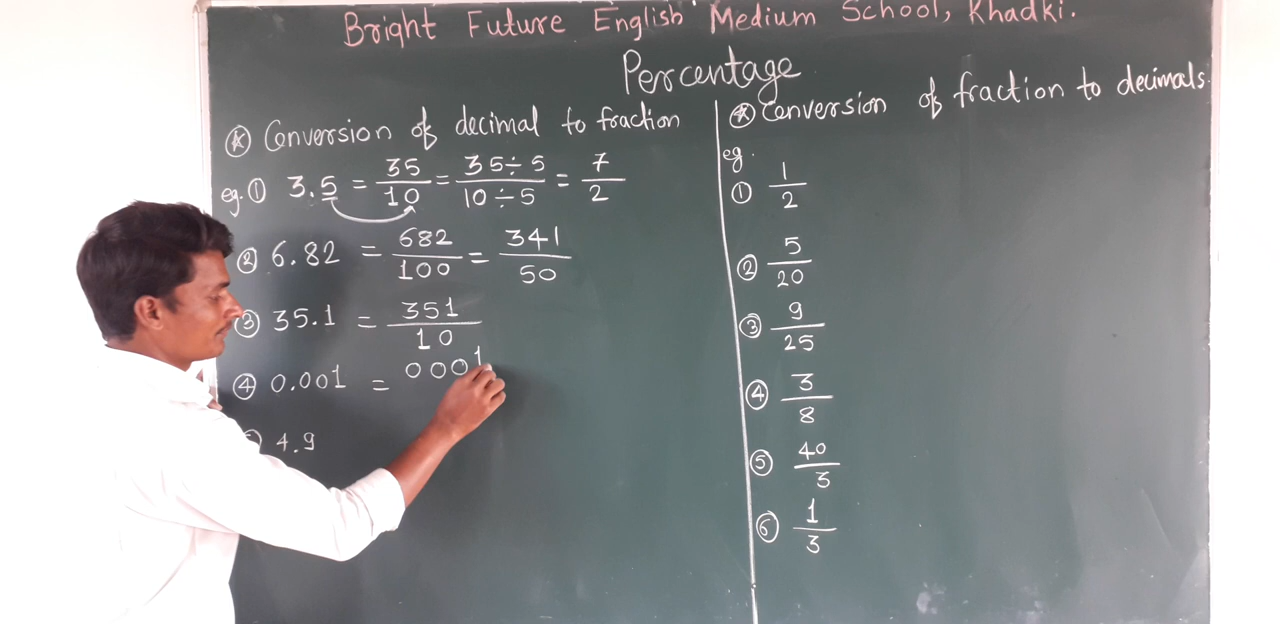 Bright Future English Medium School, Khadki.
Percentage
* Conversion of decimal to fraction
eg. ① 3.5 = 35/10 = 35÷5/10÷5 = 7/2
② 6.82 = 682/100 = 341/50
③ 35.1 = 351/10
④ 0.001 = 0001
4.9
* Conversion of fraction to decimals.
eg.
① 1/2
② 5/20
③ 9/25
④ 3/8
⑤ 40/3
⑥ 1/3